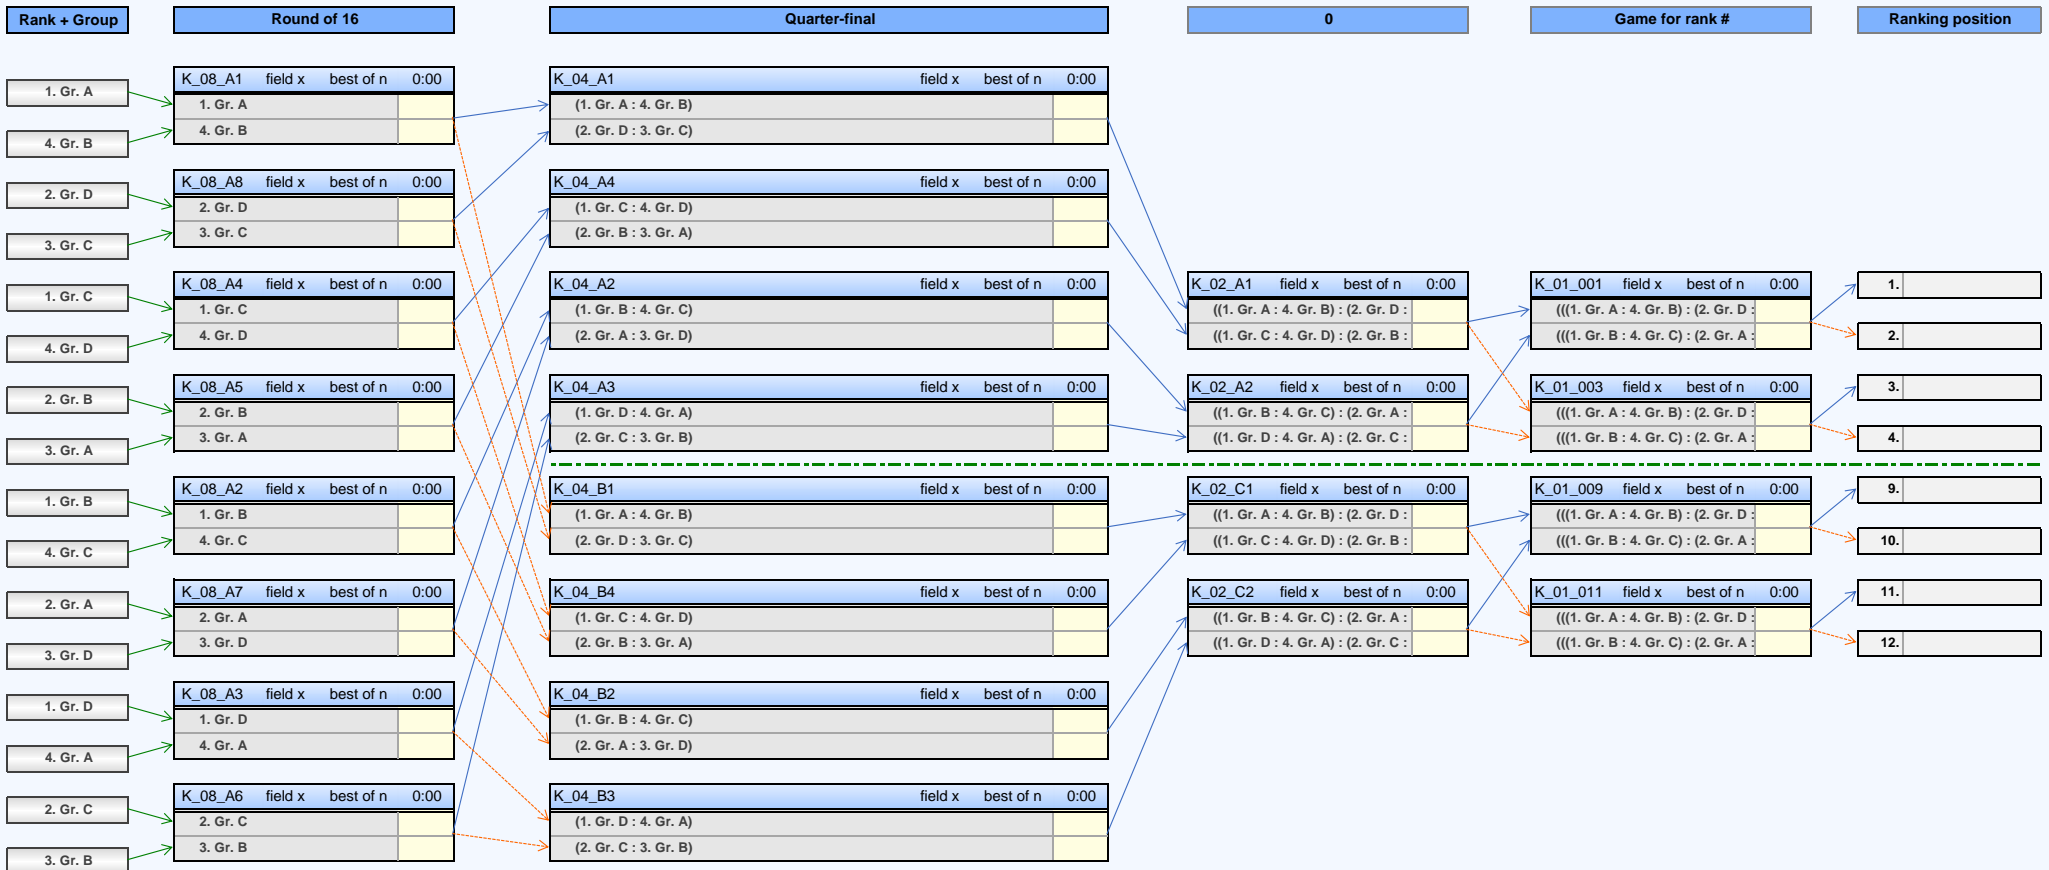 Rank + Group
Round of 16
Quarter-final
0
Game for rank #
Ranking position
1. Gr. A
4. Gr. B
2. Gr. D
3. Gr. C
1. Gr. C
4. Gr. D
2. Gr. B
3. Gr. A
1. Gr. B
4. Gr. C
2. Gr. A
3. Gr. D
1. Gr. D
4. Gr. A
2. Gr. C
3. Gr. B
K_08_A1 field x best of n 0:00
1. Gr. A
4. Gr. B
K_08_A8 field x best of n 0:00
2. Gr. D
3. Gr. C
K_08_A4 field x best of n 0:00
1. Gr. C
4. Gr. D
K_08_A5 field x best of n 0:00
2. Gr. B
3. Gr. A
K_08_A2 field x best of n 0:00
1. Gr. B
4. Gr. C
K_08_A7 field x best of n 0:00
2. Gr. A
3. Gr. D
K_08_A3 field x best of n 0:00
1. Gr. D
4. Gr. A
K_08_A6 field x best of n 0:00
2. Gr. C
3. Gr. B
K_04_A1 field x best of n 0:00
(1. Gr. A : 4. Gr. B)
(2. Gr. D : 3. Gr. C)
K_04_A4 field x best of n 0:00
(1. Gr. C : 4. Gr. D)
(2. Gr. B : 3. Gr. A)
K_04_A2 field x best of n 0:00
(1. Gr. B : 4. Gr. C)
(2. Gr. A : 3. Gr. D)
K_04_A3 field x best of n 0:00
(1. Gr. D : 4. Gr. A)
(2. Gr. C : 3. Gr. B)
K_04_B1 field x best of n 0:00
(1. Gr. A : 4. Gr. B)
(2. Gr. D : 3. Gr. C)
K_04_B4 field x best of n 0:00
(1. Gr. C : 4. Gr. D)
(2. Gr. B : 3. Gr. A)
K_04_B2 field x best of n 0:00
(1. Gr. B : 4. Gr. C)
(2. Gr. A : 3. Gr. D)
K_04_B3 field x best of n 0:00
(1. Gr. D : 4. Gr. A)
(2. Gr. C : 3. Gr. B)
K_02_A1 field x best of n 0:00
((1. Gr. A : 4. Gr. B) : (2. Gr. D :
((1. Gr. C : 4. Gr. D) : (2. Gr. B :
K_02_A2 field x best of n 0:00
((1. Gr. B : 4. Gr. C) : (2. Gr. A :
((1. Gr. D : 4. Gr. A) : (2. Gr. C :
K_02_C1 field x best of n 0:00
((1. Gr. A : 4. Gr. B) : (2. Gr. D :
((1. Gr. C : 4. Gr. D) : (2. Gr. B :
K_02_C2 field x best of n 0:00
((1. Gr. B : 4. Gr. C) : (2. Gr. A :
((1. Gr. D : 4. Gr. A) : (2. Gr. C :
K_01_001 field x best of n 0:00
(((1. Gr. A : 4. Gr. B) : (2. Gr. D :
(((1. Gr. B : 4. Gr. C) : (2. Gr. A :
K_01_003 field x best of n 0:00
(((1. Gr. A : 4. Gr. B) : (2. Gr. D :
(((1. Gr. B : 4. Gr. C) : (2. Gr. A :
K_01_009 field x best of n 0:00
(((1. Gr. A : 4. Gr. B) : (2. Gr. D :
(((1. Gr. B : 4. Gr. C) : (2. Gr. A :
K_01_011 field x best of n 0:00
(((1. Gr. A : 4. Gr. B) : (2. Gr. D :
(((1. Gr. B : 4. Gr. C) : (2. Gr. A :
1.
2.
3.
4.
9.
10.
11.
12.